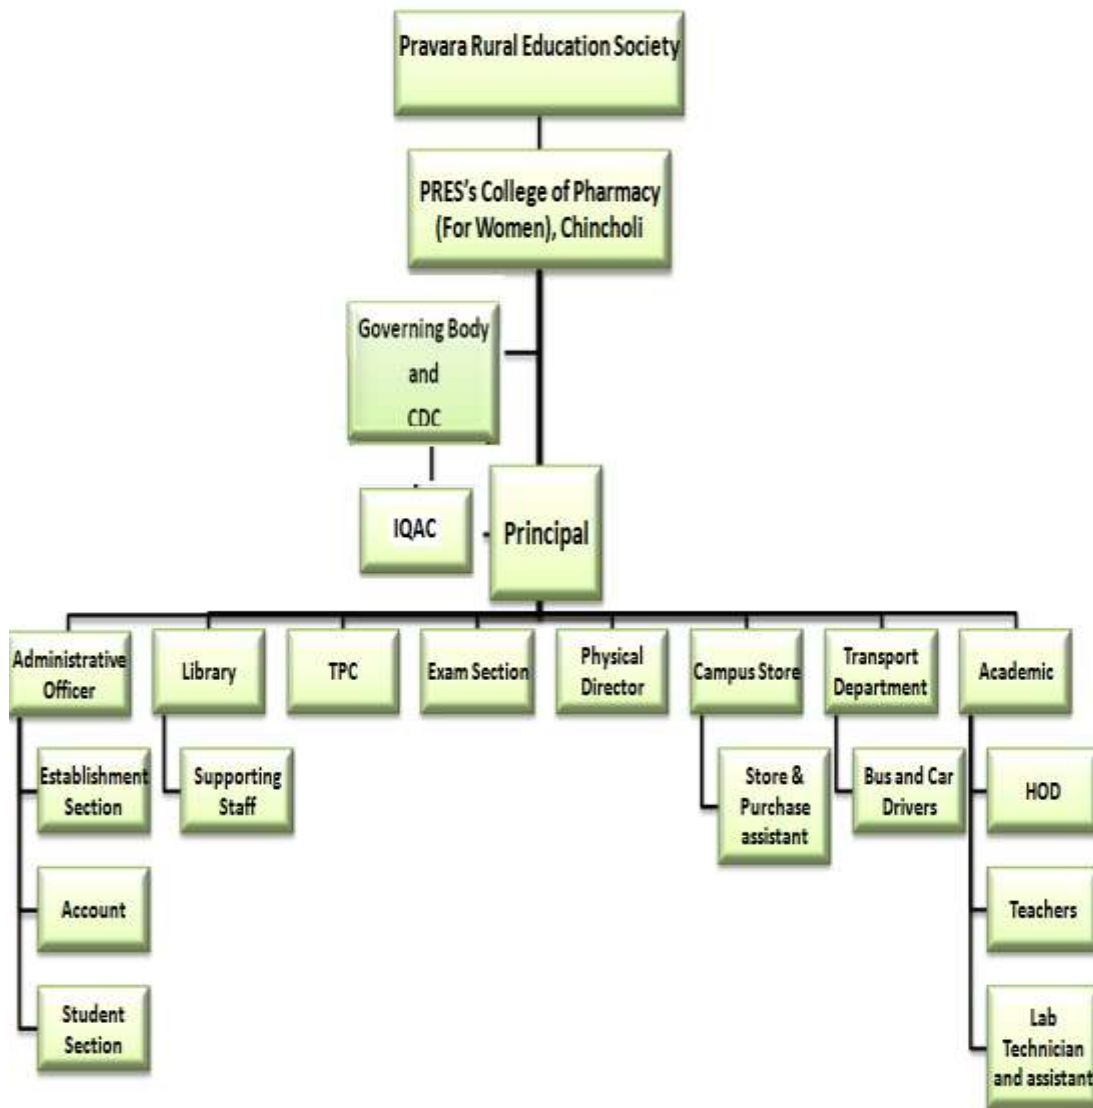 Pravara Rural Education Society
PRES's College of Pharmacy
(For Women), Chincholi
Governing Body
and
CDC
IQAC
Principal
Administrative
Officer
Library
TPC
Exam Section
Physical
Director
Campus Store
Transport
Department
Academic
Establishment
Section
Supporting
Staff
Store &
Purchase
assistant
Bus and Car
Drivers
HOD
Account
Teachers
Student
Section
Lab
Technician
and assistant